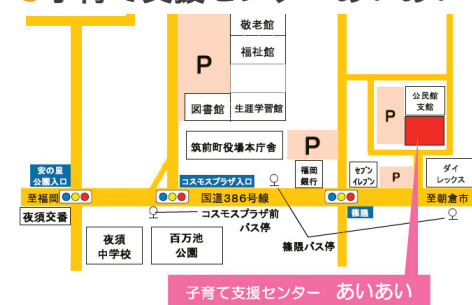 子育て支援センターあいあい
敬老館
福祉館
P
図書館
生涯学習館
公民館
支館
P
筑前町役場本庁舎
P
福岡
銀行
セブン
イレブン
P
ダイ
レックス
安の里
公園入口
コスモスプラザ入口
至福岡
国道386号線
篠隈
至朝倉市
夜須交番
コスモスプラザ前
バス停
夜須
中学校
百万池
公園
篠隈バス停
子育て支援センター あいあい